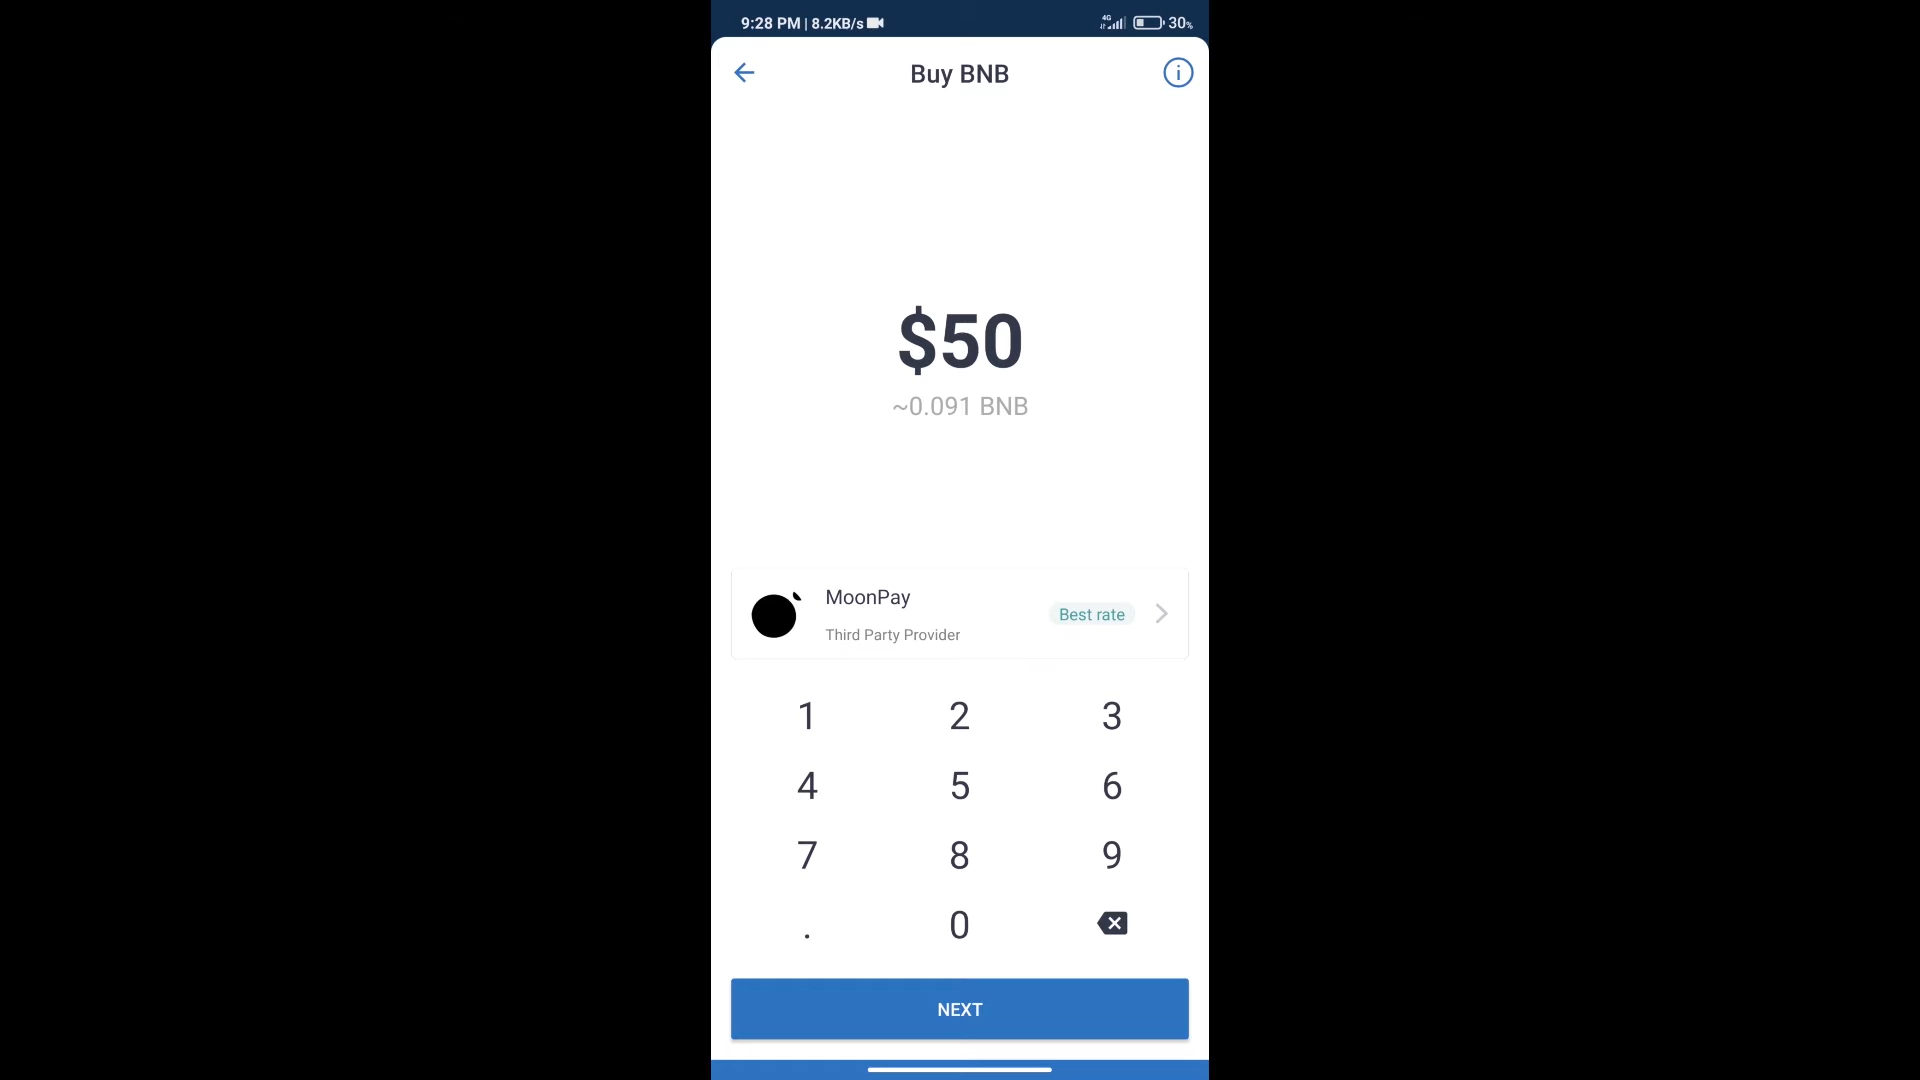 9:28 PM | 8.2KB/s
4G
30%
Buy BNB
$50
~0.091 BNB
MoonPay
Third Party Provider
Best rate
1 2 3
4 5 6
7 8 9
. 0
NEXT